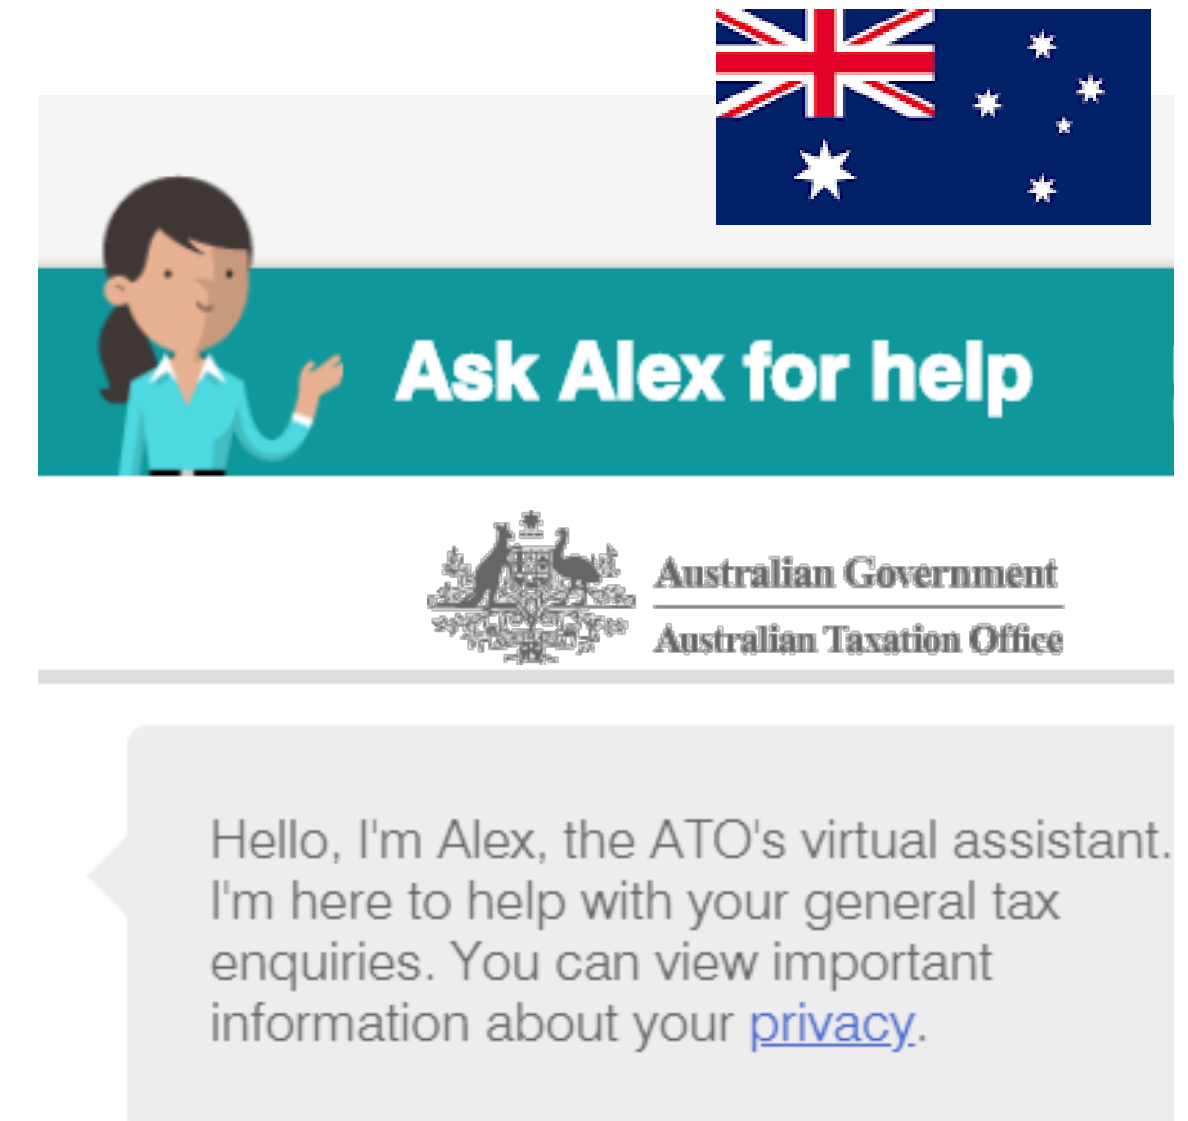 Ask Alex for help
Australian Government
Australian Taxation Office
Hello, I'm Alex, the ATO's virtual assistant.
I'm here to help with your general tax
enquiries. You can view important
information about your privacy.